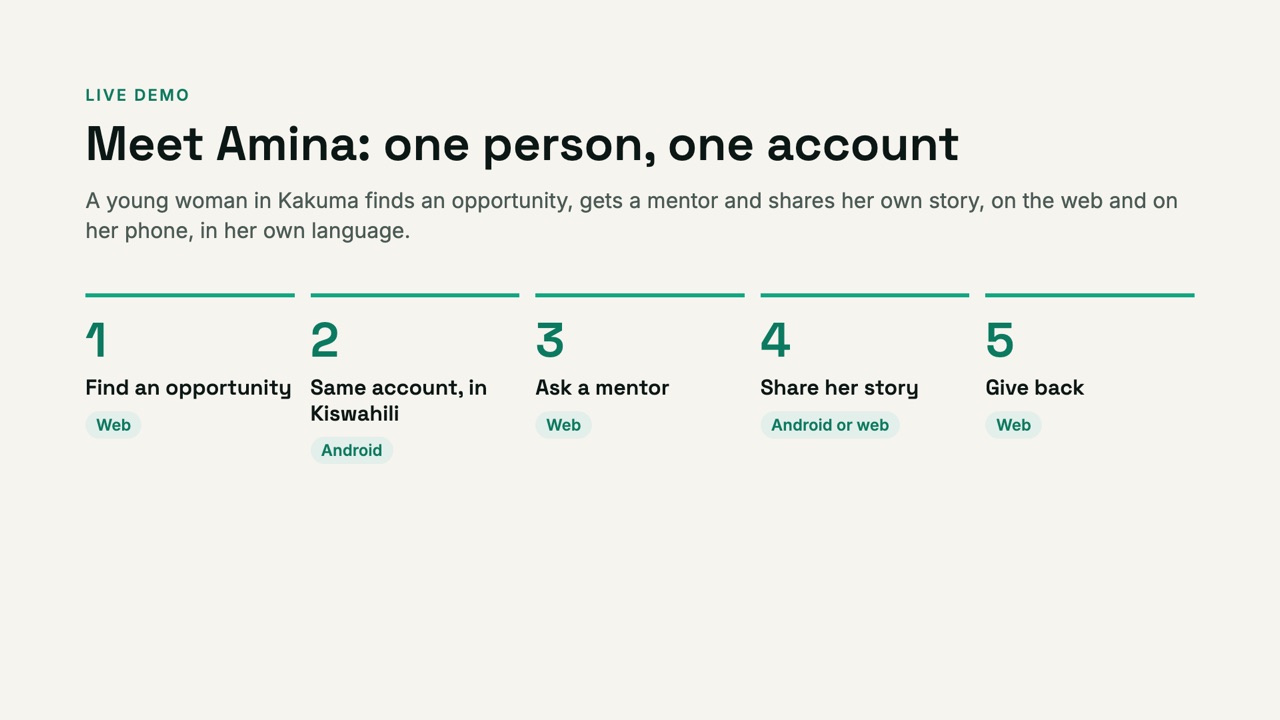 LIVE DEMO
Meet Amina: one person, one account
A young woman in Kakuma finds an opportunity, gets a mentor and shares her own story, on the web and on
her phone, in her own language.
1
Find an opportunity
Web
2
Same account, in
Kiswahili
Android
3
Ask a mentor
Web
4
Share her story
Android or web
5
Give back
Web